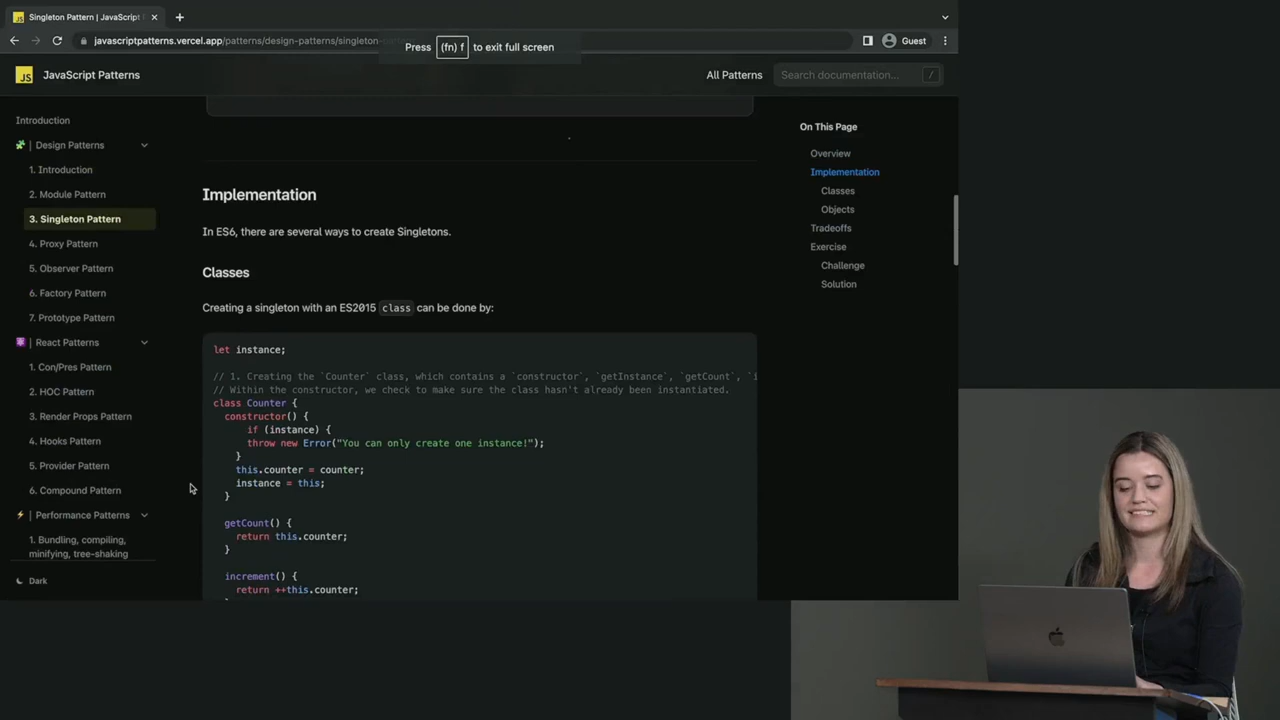 Singleton Pattern | JavaScript
javascriptpatterns.vercel.app/patterns/design-patterns/singleton-
Guest
Press (fn) f to exit full screen
JS
JavaScript Patterns
All Patterns
Search documentation...
/
Introduction
| Design Patterns
1. Introduction
2. Module Pattern
3. Singleton Pattern
4. Proxy Pattern
5. Observer Pattern
6. Factory Pattern
7. Prototype Pattern
| React Patterns
1. Con/Pres Pattern
2. HOC Pattern
3. Render Props Pattern
4. Hooks Pattern
5. Provider Pattern
6. Compound Pattern
| Performance Patterns
1. Bundling, compiling,
minifying, tree-shaking
Dark
Implementation
In ES6, there are several ways to create Singletons.
Classes
Creating a singleton with an ES2015 class can be done by:
let instance;
// 1. Creating the `Counter` class, which contains a `constructor`, `getInstance`, `getCount`, `i
// Within the constructor, we check to make sure the class hasn't already been instantiated.
class Counter {
constructor() {
if (instance) {
throw new Error("You can only create one instance!");
}
this.counter = counter;
instance = this;
}
getCount() {
return this.counter;
}
increment() {
return ++this.counter;
On This Page
Overview
Implementation
Classes
Objects
Tradeoffs
Exercise
Challenge
Solution